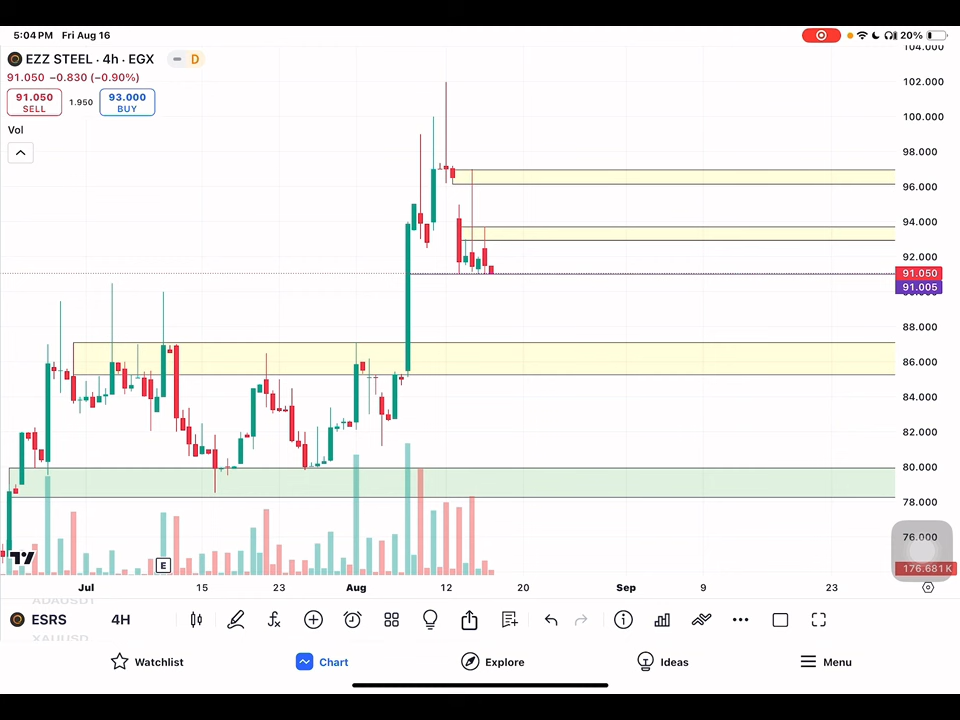 5:04 PM Fri Aug 16
20%
EZZ STEEL · 4h · EGX
D
91.050 −0.830 (−0.90%)
91.050
SELL
1.950
93.000
BUY
Vol
104.000
102.000
100.000
98.000
96.000
94.000
92.000
91.050
91.005
88.000
86.000
84.000
82.000
80.000
78.000
76.000
176.681K
E
Jul
15
23
Aug
12
20
Sep
9
23
ADAUSDT
ESRS
4H
XAUUSD
Watchlist
Chart
Explore
Ideas
Menu